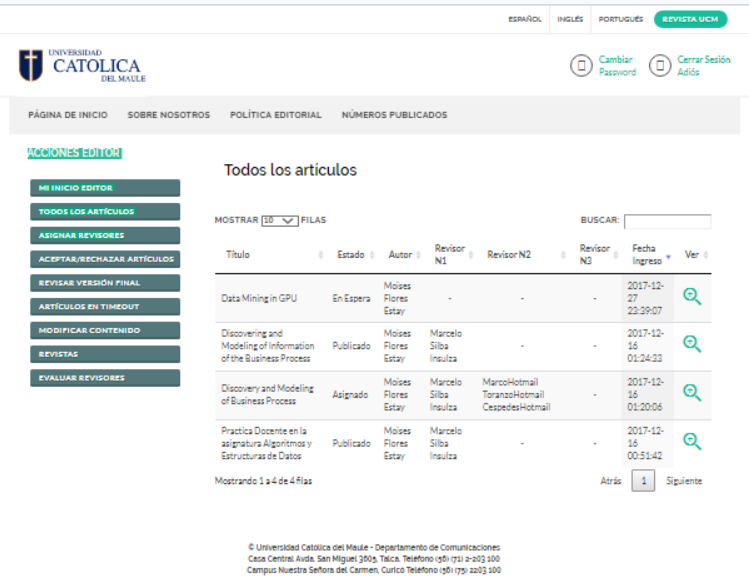 ESPAÑOL INGLÉS PORTUGUÉS REVISTA UCM
UNIVERSIDAD
CATOLICA
DEL MAULE
Cambiar
Password
Cerrar Sesión
Adiós
PÁGINA DE INICIO SOBRE NOSOTROS POLÍTICA EDITORIAL NÚMEROS PUBLICADOS
ACCIONES EDITOR
MI INICIO EDITOR
TODOS LOS ARTÍCULOS
ASIGNAR REVISORES
ACEPTAR/RECHAZAR ARTÍCULOS
REVISAR VERSIÓN FINAL
ARTÍCULOS EN TIMEOUT
MODIFICAR CONTENIDO
REVISTAS
EVALUAR REVISORES
Todos los artículos
MOSTRAR 10 FILAS BUSCAR:
Título Estado Autor Revisor N1 Revisor N2 Revisor N3 Fecha Ingreso Ver
Data Mining in GPU En Espera Moises Flores Estay - - - 2017-12-27 23:39:07
Discovering and Modeling of Information of the Business Process Publicado Moises Flores Estay Marcelo Silba Insulza - - 2017-12-16 01:24:23
Discovery and Modeling of Business Process Asignado Moises Flores Estay Marcelo Silba Insulza MarcoHotmail ToranzoHotmail CespedesHotmail - 2017-12-16 01:20:06
Practica Docente en la asignatura Algoritmos y Estructuras de Datos Publicado Moises Flores Estay Marcelo Silba Insulza - - 2017-12-16 00:51:42
Mostrando 1 a 4 de 4 filas Atrás 1 Siguiente
© Universidad Católica del Maule - Departamento de Comunicaciones
Casa Central Avda. San Miguel 3605, Talca. Teléfono (56) (71) 2-203 100
Campus Nuestra Señora del Carmen, Curicó Teléfono (56) (75) 2203 100